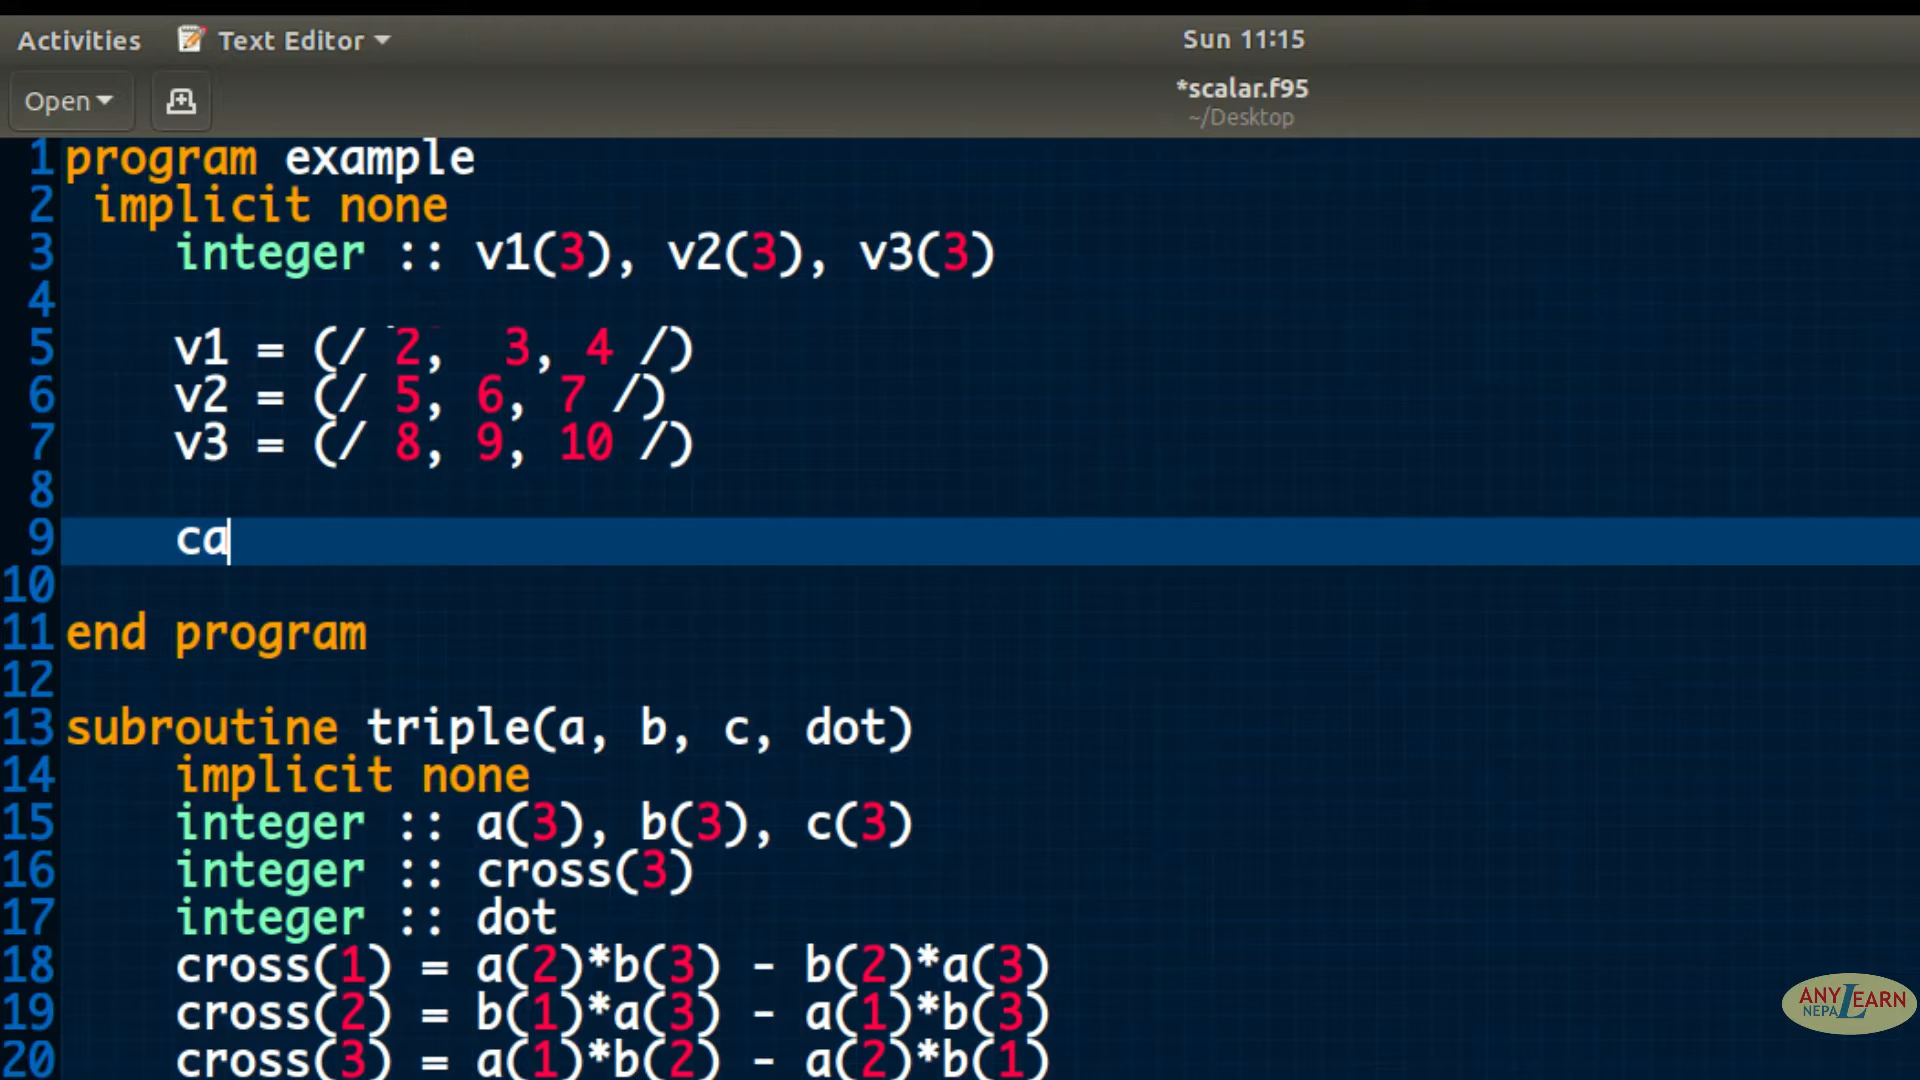 Activities Text Editor Sun 11:15
Open *scalar.f95
~/Desktop
1 program example
2 implicit none
3 integer :: v1(3), v2(3), v3(3)
4
5 v1 = (/ 2, 3, 4 /)
6 v2 = (/ 5, 6, 7 /)
7 v3 = (/ 8, 9, 10 /)
8
9 ca
10
11 end program
12
13 subroutine triple(a, b, c, dot)
14 implicit none
15 integer :: a(3), b(3), c(3)
16 integer :: cross(3)
17 integer :: dot
18 cross(1) = a(2)*b(3) - b(2)*a(3)
19 cross(2) = b(1)*a(3) - a(1)*b(3)
20 cross(3) = a(1)*b(2) - a(2)*b(1)
ANY LEARN
NEPAL